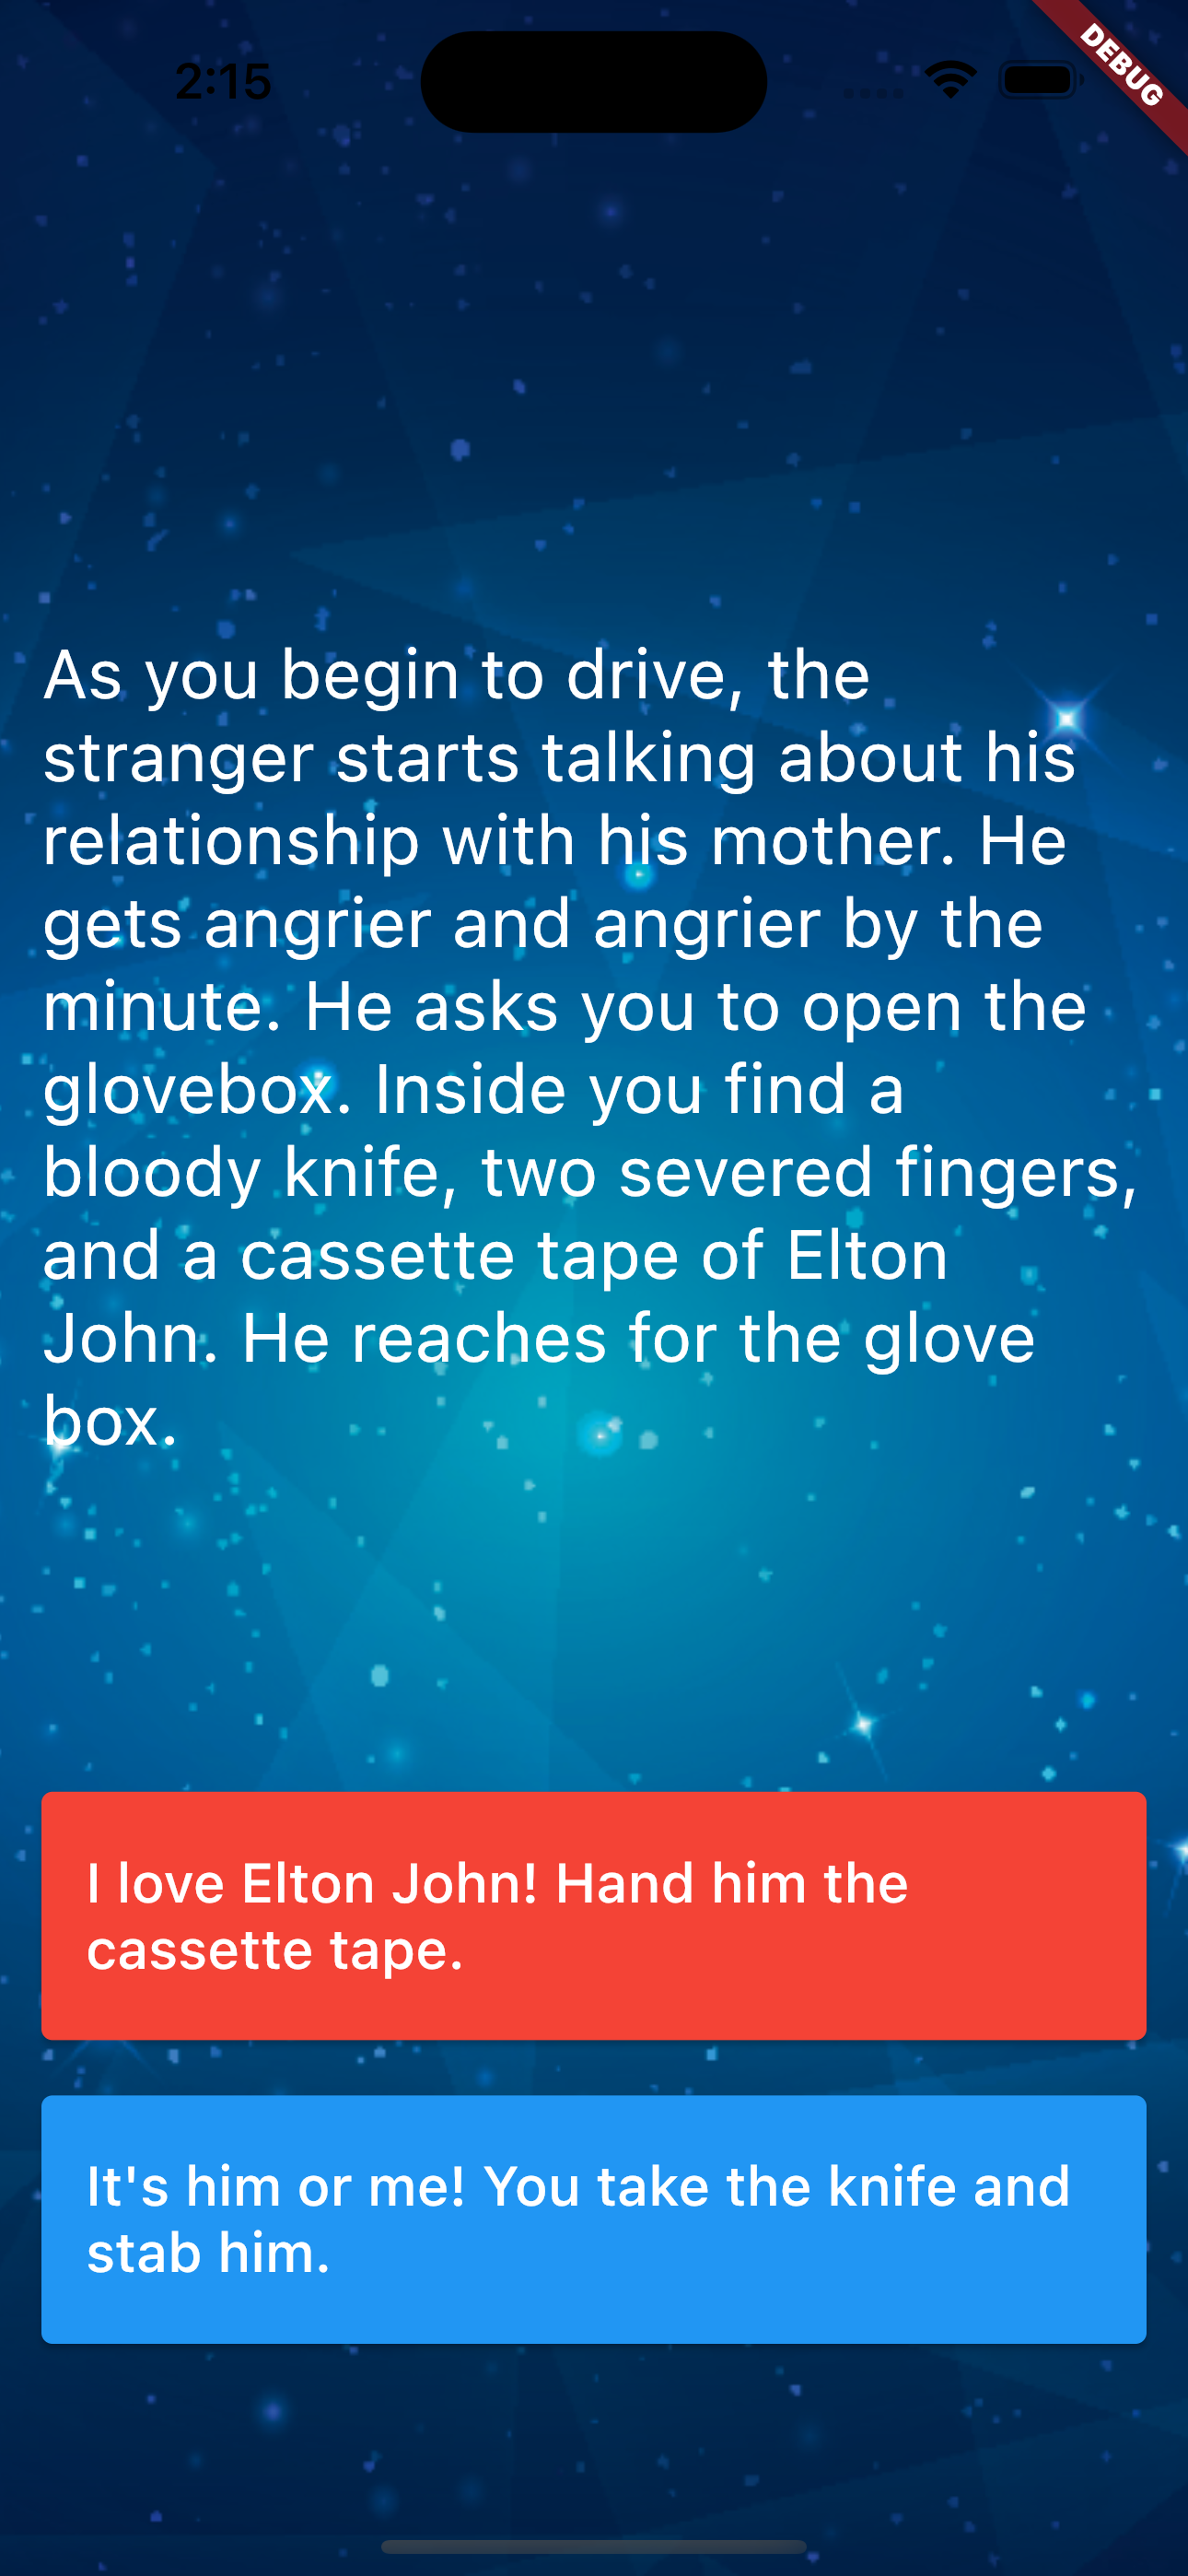 2:15
DEBUG
As you begin to drive, the
stranger starts talking about his
relationship with his mother. He
gets angrier and angrier by the
minute. He asks you to open the
glovebox. Inside you find a
bloody knife, two severed fingers,
and a cassette tape of Elton
John. He reaches for the glove
box.
I love Elton John! Hand him the
cassette tape.
It's him or me! You take the knife and
stab him.